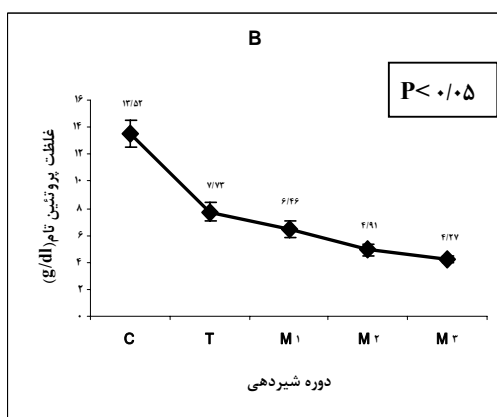 B
P< ۰/۰۵
غلظت پروتئین تام(g/dl)
۱۶
۱۴
۱۲
۱۰
۸
۶
۴
۲
۰
۱۳/۵۲
۷/۷۳
۶/۴۶
۴/۹۱
۴/۲۷
C T M۱ M۲ M۳
دوره شیردهی